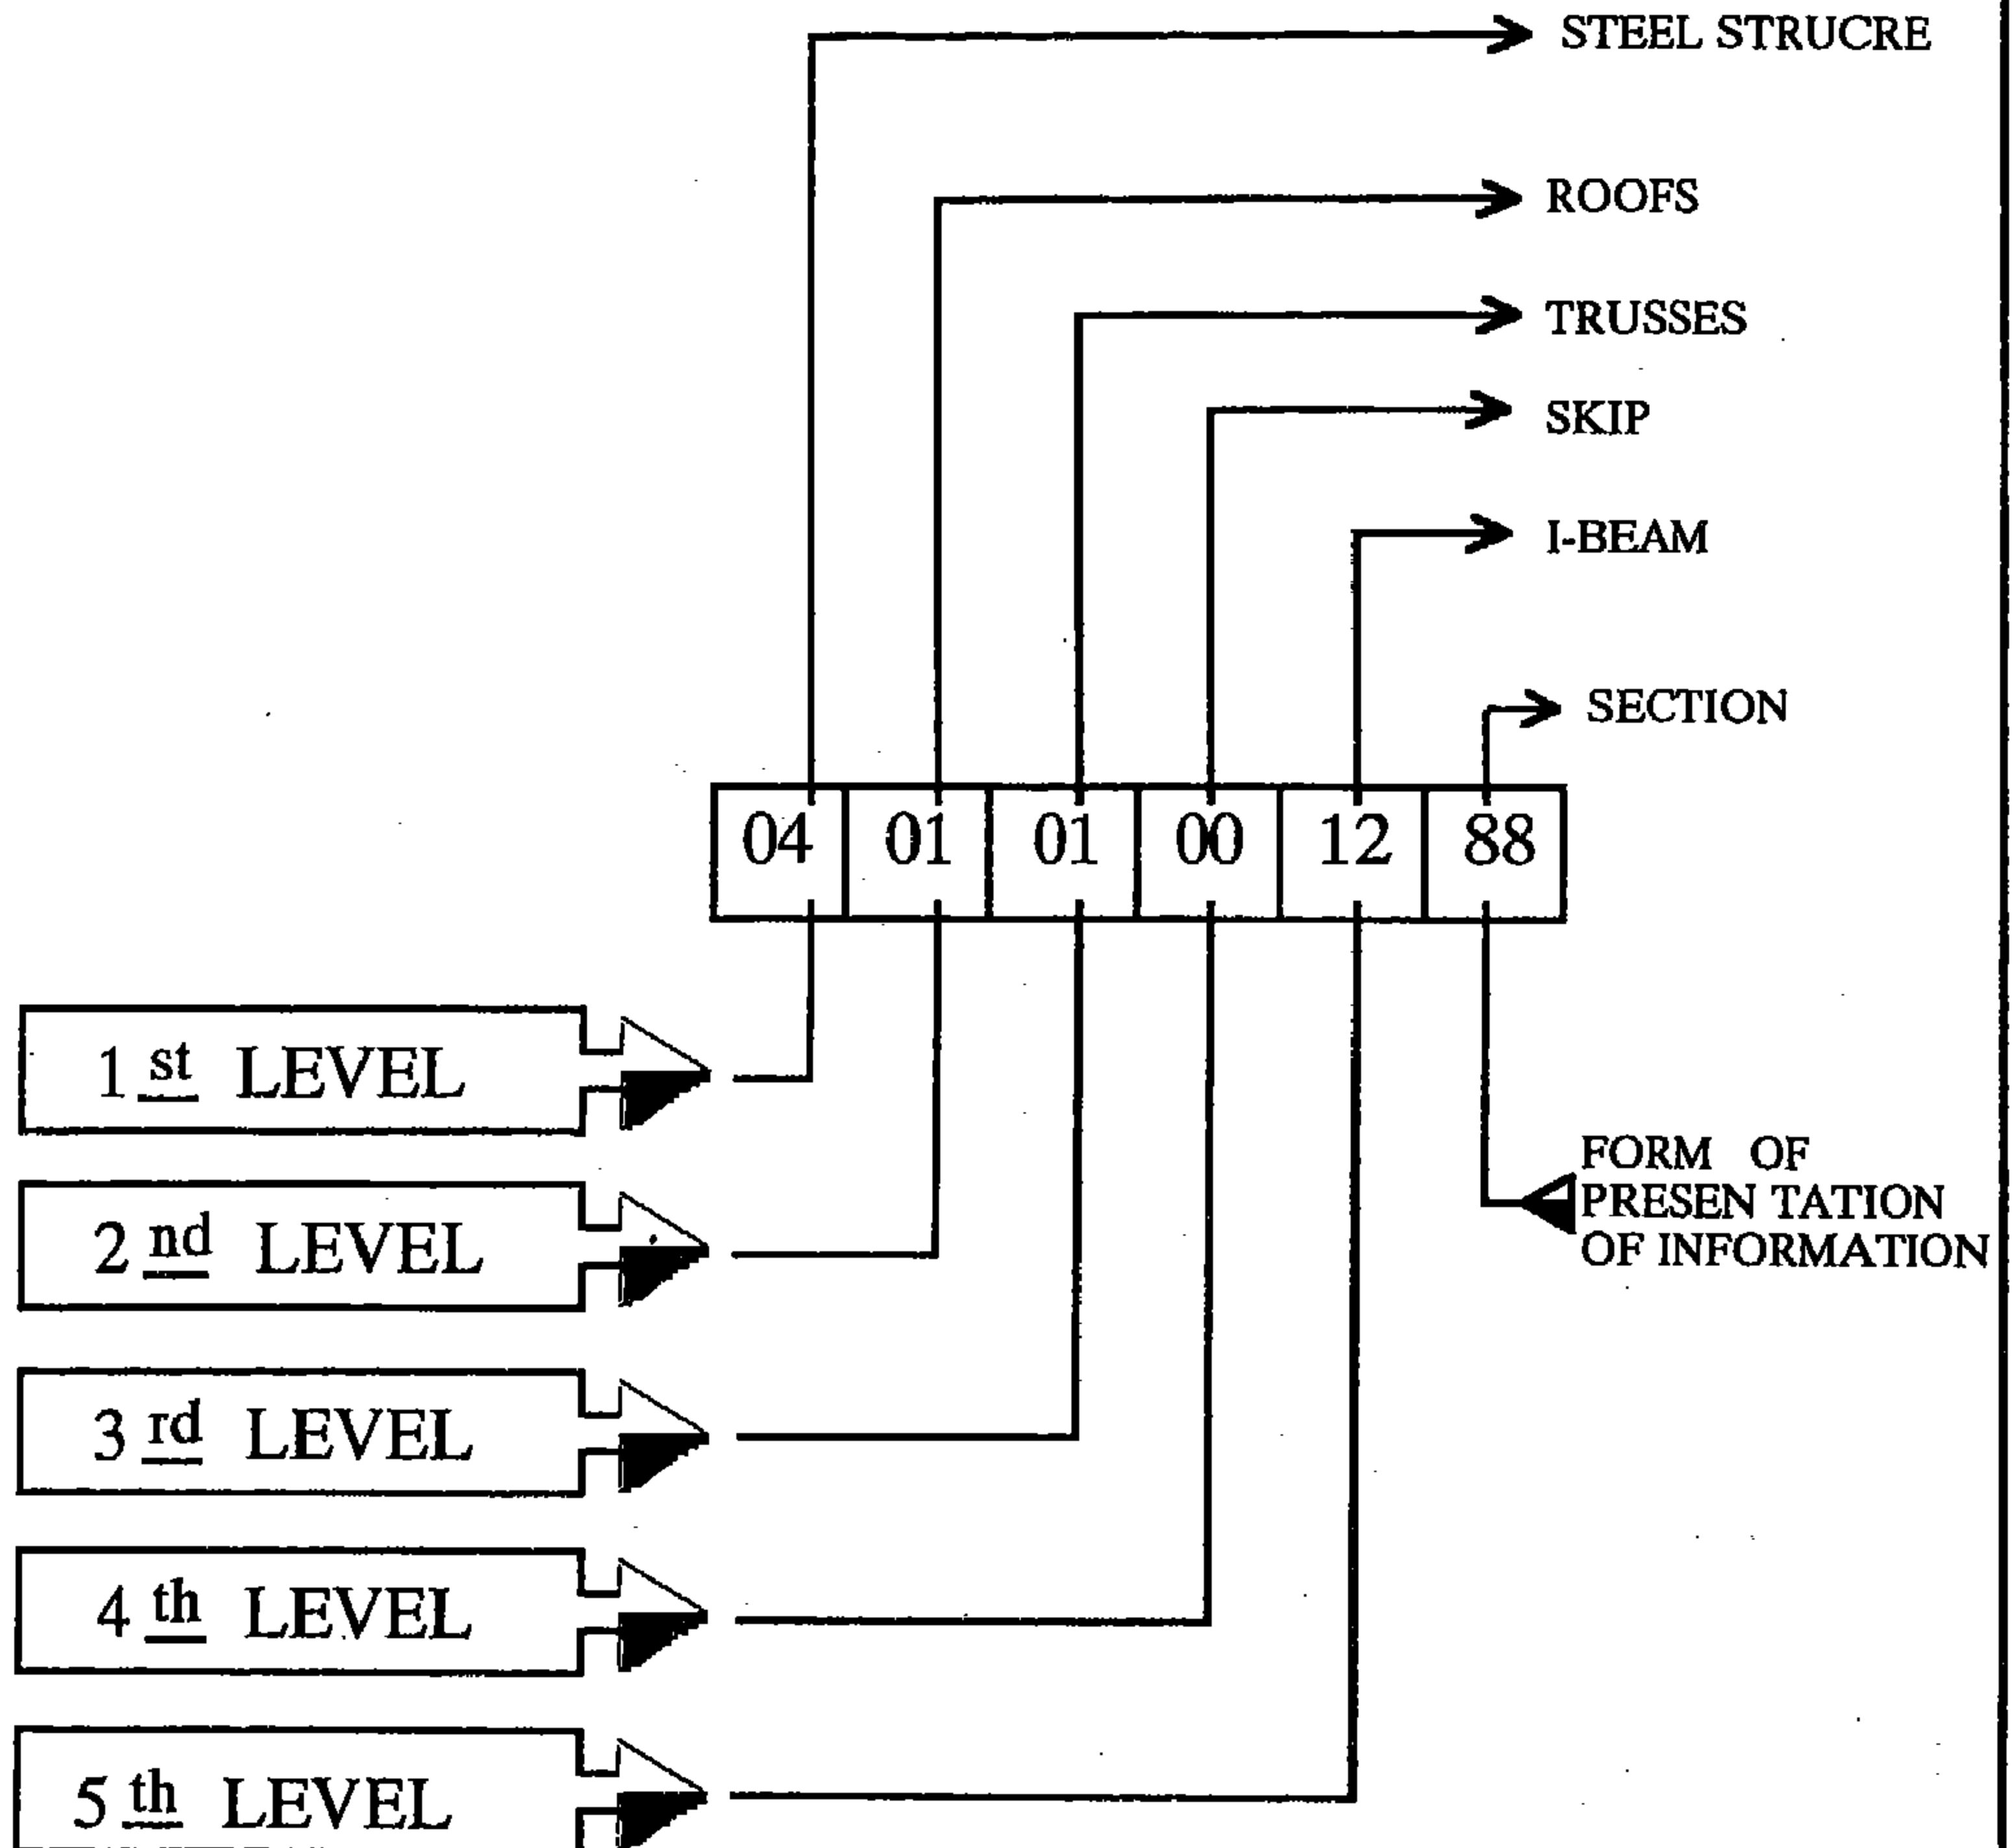 STEEL STRUCRE
ROOFS
TRUSSES
SKIP
I-BEAM
SECTION
04 01 01 00 12 88
1 st LEVEL
2 nd LEVEL
3 rd LEVEL
4 th LEVEL
5 th LEVEL
FORM OF
PRESEN TATION
OF INFORMATION